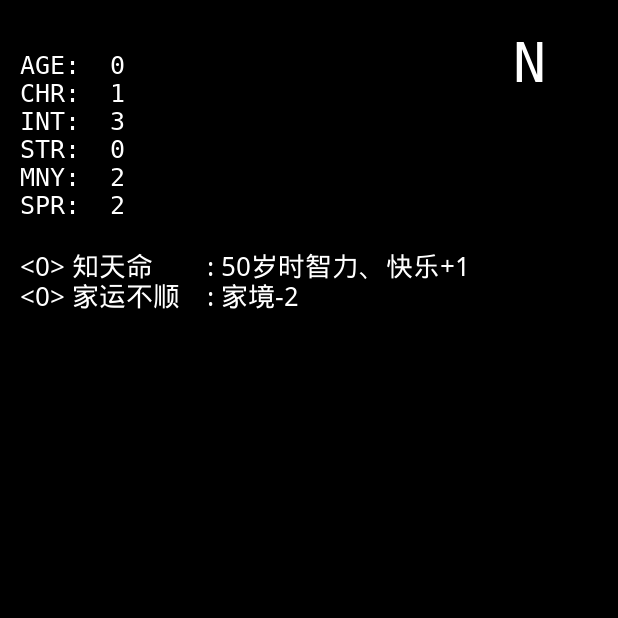 N
AGE: 0
CHR: 1
INT: 3
STR: 0
MNY: 2
SPR: 2
<0> 知天命 : 50岁时智力、快乐+1
<0> 家运不顺 : 家境-2